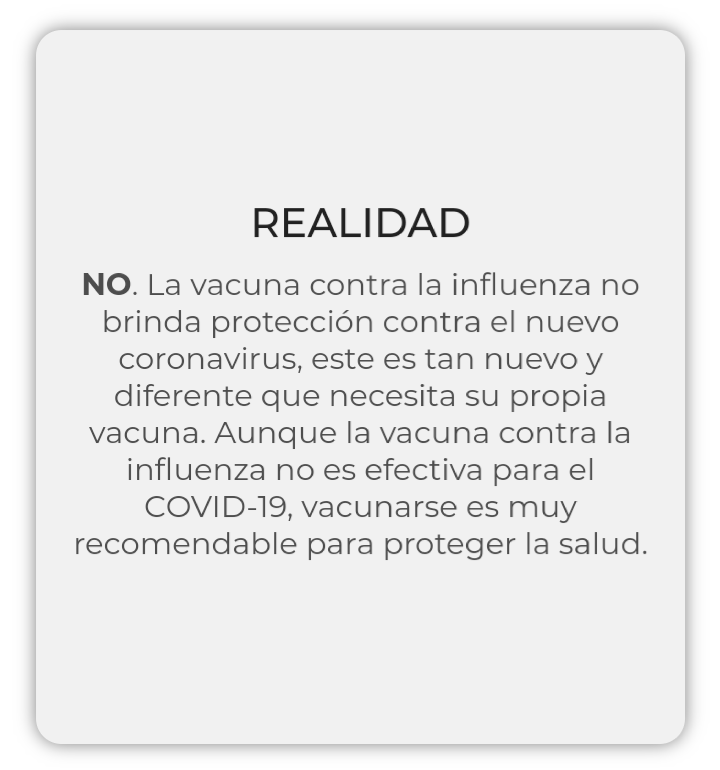 REALIDAD
NO. La vacuna contra la influenza no
brinda protección contra el nuevo
coronavirus, este es tan nuevo y
diferente que necesita su propia
vacuna. Aunque la vacuna contra la
influenza no es efectiva para el
COVID-19, vacunarse es muy
recomendable para proteger la salud.